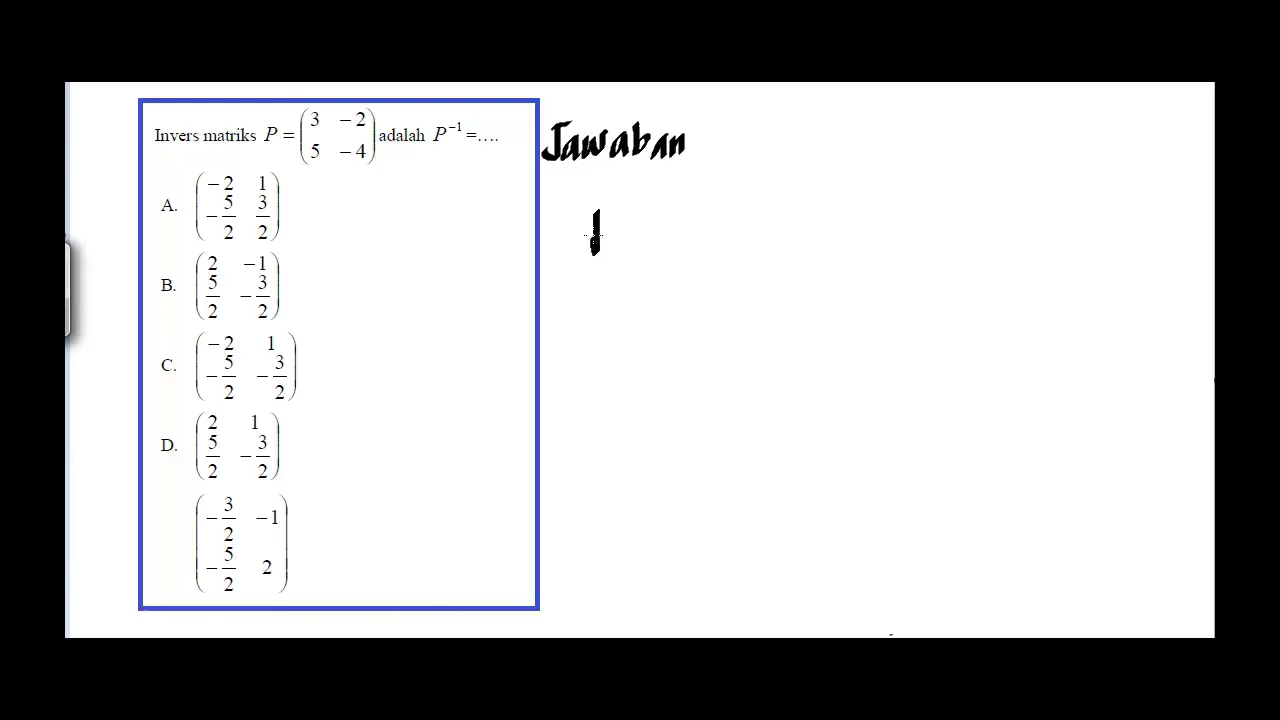 Invers matriks P = (3 −2; 5 −4) adalah P⁻¹ =....
Jawaban
A. (−2 1; −5/2 3/2)
B. (2 −1; 5/2 −3/2)
C. (−2 1; −5/2 −3/2)
D. (2 1; 5/2 −3/2)
(−3/2 −1; −5/2 2)